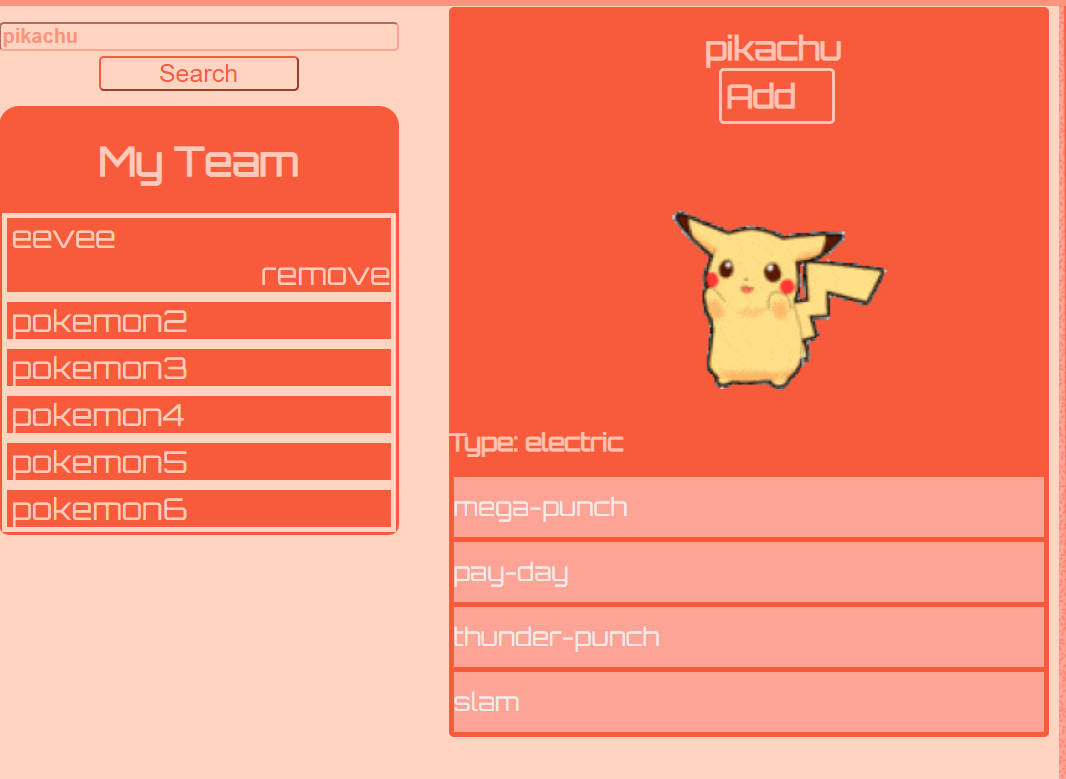 pikachu
Search
My Team
eevee
remove
pokemon2
pokemon3
pokemon4
pokemon5
pokemon6
pikachu
Add
Type: electric
mega-punch
pay-day
thunder-punch
slam